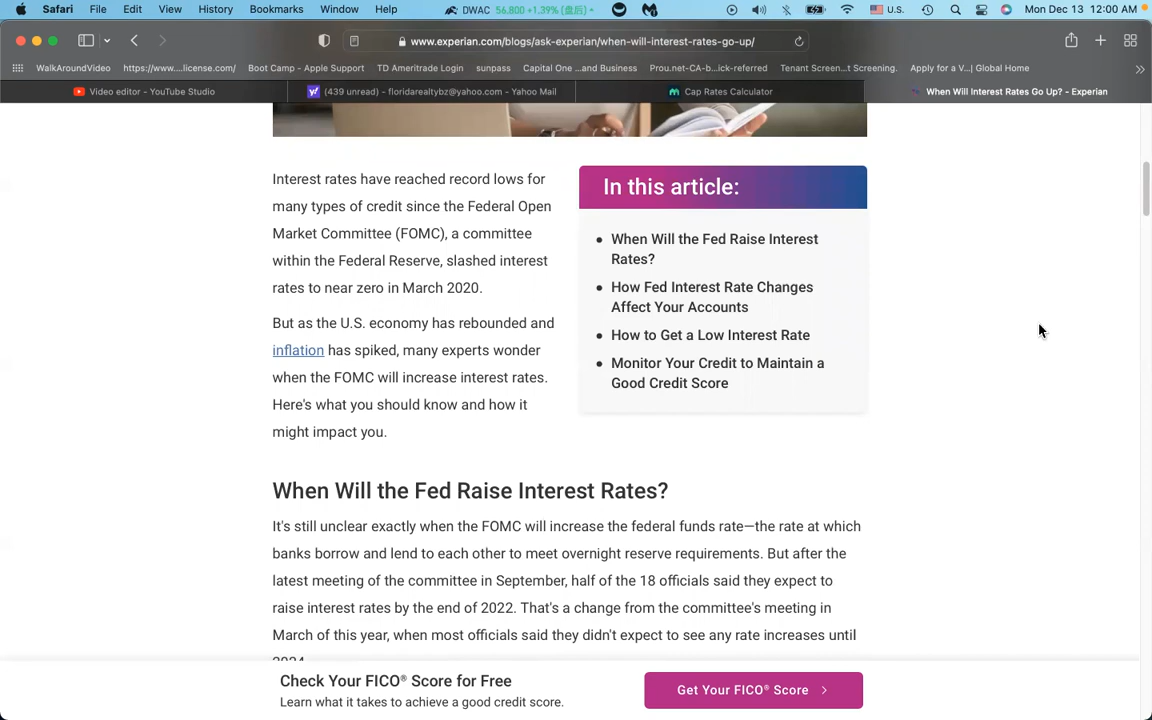 Safari File Edit View History Bookmarks Window Help DWAC 56,800 +1.39% (盘后) U.S. Mon Dec 13 12:00 AM
www.experian.com/blogs/ask-experian/when-will-interest-rates-go-up/
WalkAroundVideo https://www....license.com/ Boot Camp - Apple Support TD Ameritrade Login sunpass Capital One ...and Business Prou.net-CA-b...ick-referred Tenant Screen...t Screening. Apply for a V...| Global Home
Video editor - YouTube Studio (439 unread) - floridarealtybz@yahoo.com - Yahoo Mail Cap Rates Calculator When Will Interest Rates Go Up? - Experian
Interest rates have reached record lows for
many types of credit since the Federal Open
Market Committee (FOMC), a committee
within the Federal Reserve, slashed interest
rates to near zero in March 2020.
But as the U.S. economy has rebounded and
inflation has spiked, many experts wonder
when the FOMC will increase interest rates.
Here's what you should know and how it
might impact you.
In this article:
• When Will the Fed Raise Interest
Rates?
• How Fed Interest Rate Changes
Affect Your Accounts
• How to Get a Low Interest Rate
• Monitor Your Credit to Maintain a
Good Credit Score
When Will the Fed Raise Interest Rates?
It's still unclear exactly when the FOMC will increase the federal funds rate—the rate at which
banks borrow and lend to each other to meet overnight reserve requirements. But after the
latest meeting of the committee in September, half of the 18 officials said they expect to
raise interest rates by the end of 2022. That's a change from the committee's meeting in
March of this year, when most officials said they didn't expect to see any rate increases until
2024.
Check Your FICO® Score for Free
Learn what it takes to achieve a good credit score.
Get Your FICO® Score